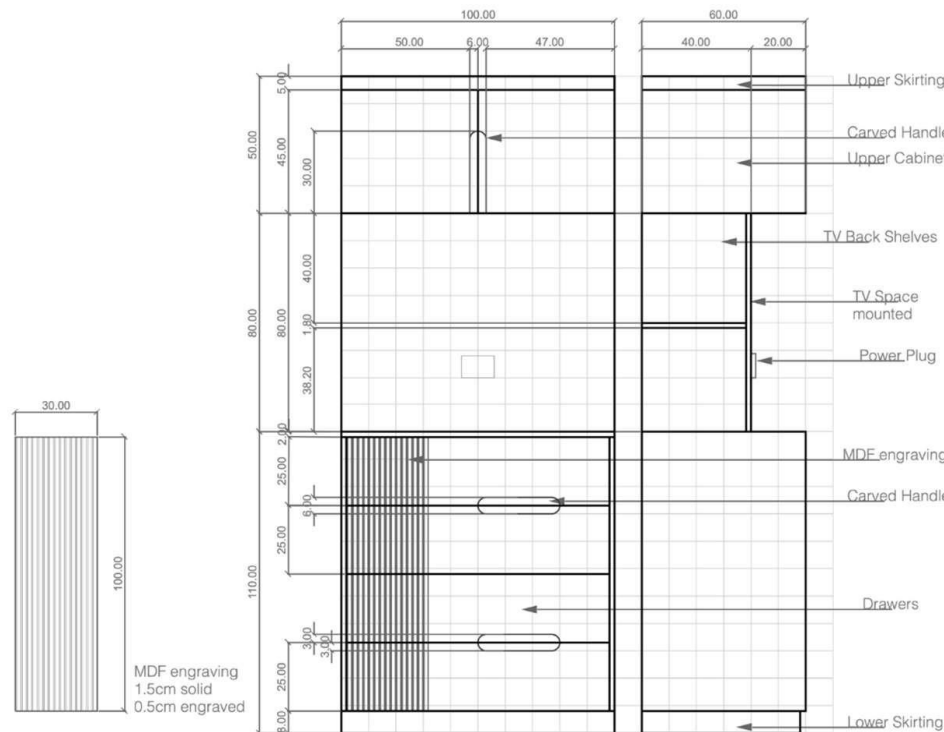 100.00
60.00
50.00
6.00
47.00
40.00
20.00
5.00
Upper Skirting
50.00
45.00
30.00
Carved Handle
Upper Cabinet
80.00
80.00
40.00
TV Back Shelves
1.80
TV Space
mounted
38.20
Power Plug
30.00
2.00
MDF engraving
25.00
6.00
Carved Handle
25.00
100.00
110.00
Drawers
3.00
3.00
25.00
MDF engraving
1.5cm solid
0.5cm engraved
8.00
Lower Skirting